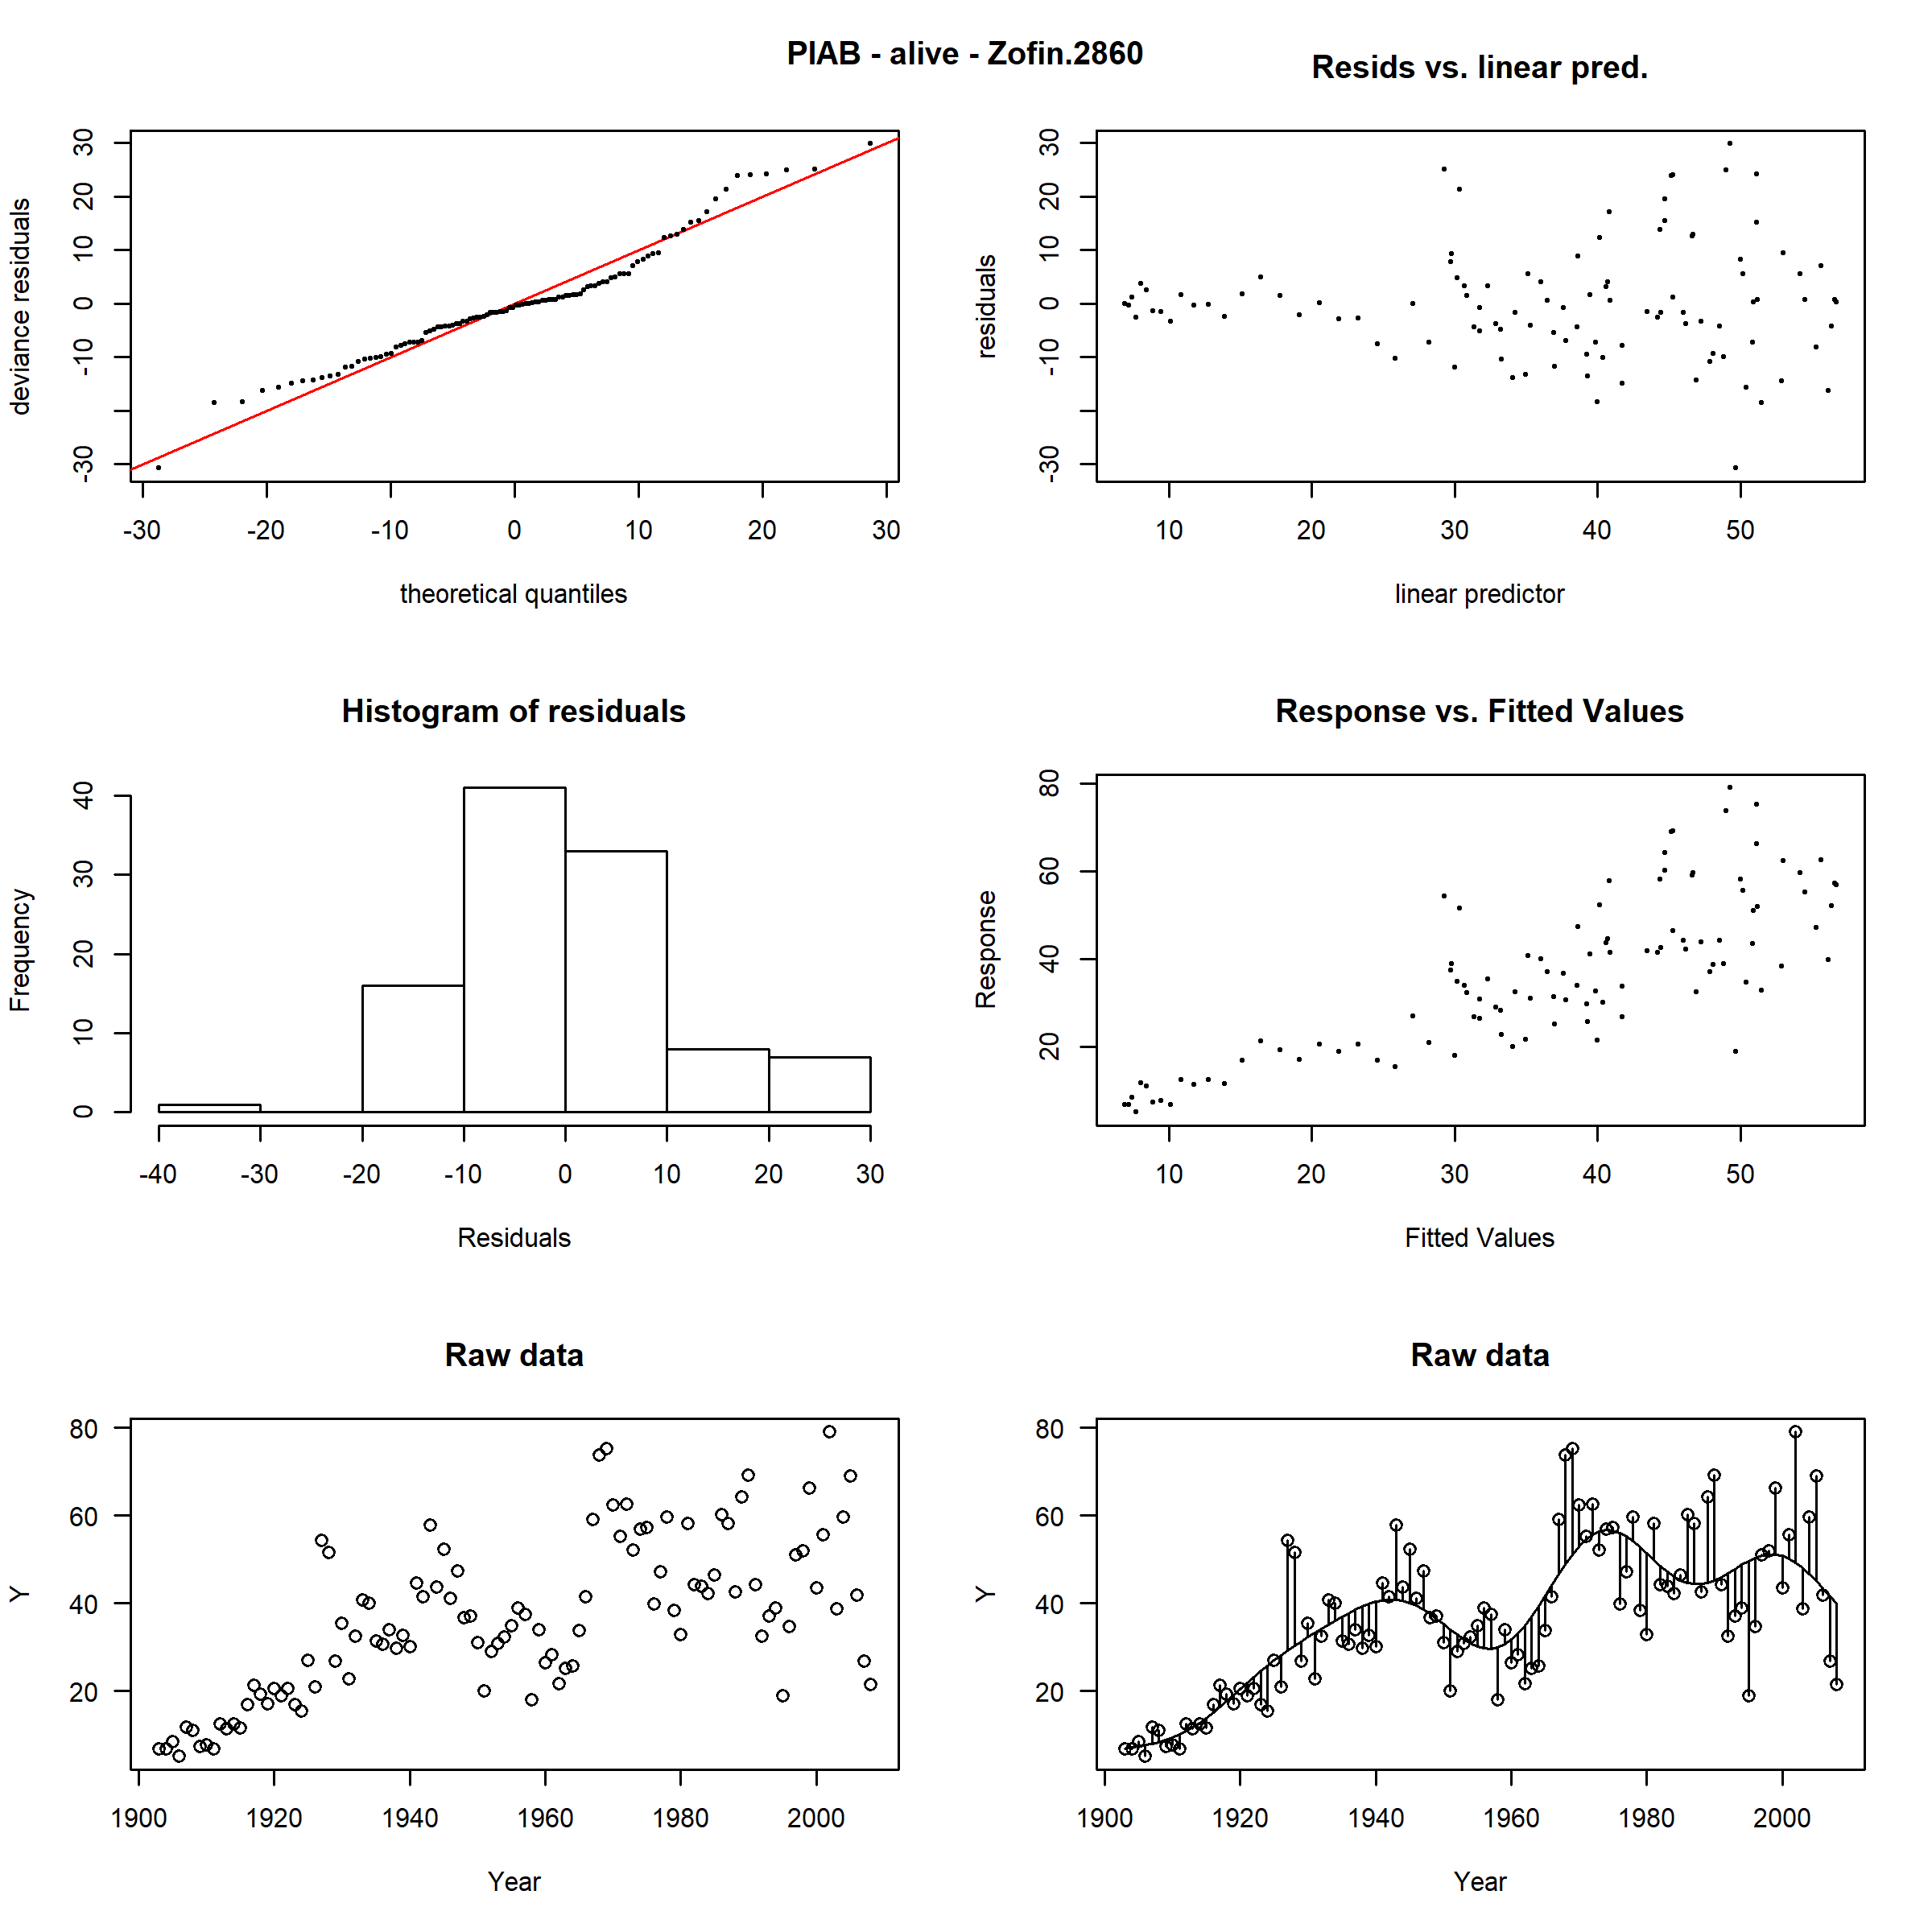 PIAB - alive - Zofin.2860
Resids vs. linear pred.
deviance residuals
30
20
10
0
-10
-30
-30 -20 -10 0 10 20 30
theoretical quantiles
residuals
30
20
10
0
-10
-30
10 20 30 40 50
linear predictor
Histogram of residuals
Frequency
40
30
20
10
0
-40 -30 -20 -10 0 10 20 30
Residuals
Response vs. Fitted Values
Response
80
60
40
20
10 20 30 40 50
Fitted Values
Raw data
Y
80
60
40
20
1900 1920 1940 1960 1980 2000
Year
Raw data
Y
80
60
40
20
1900 1920 1940 1960 1980 2000
Year